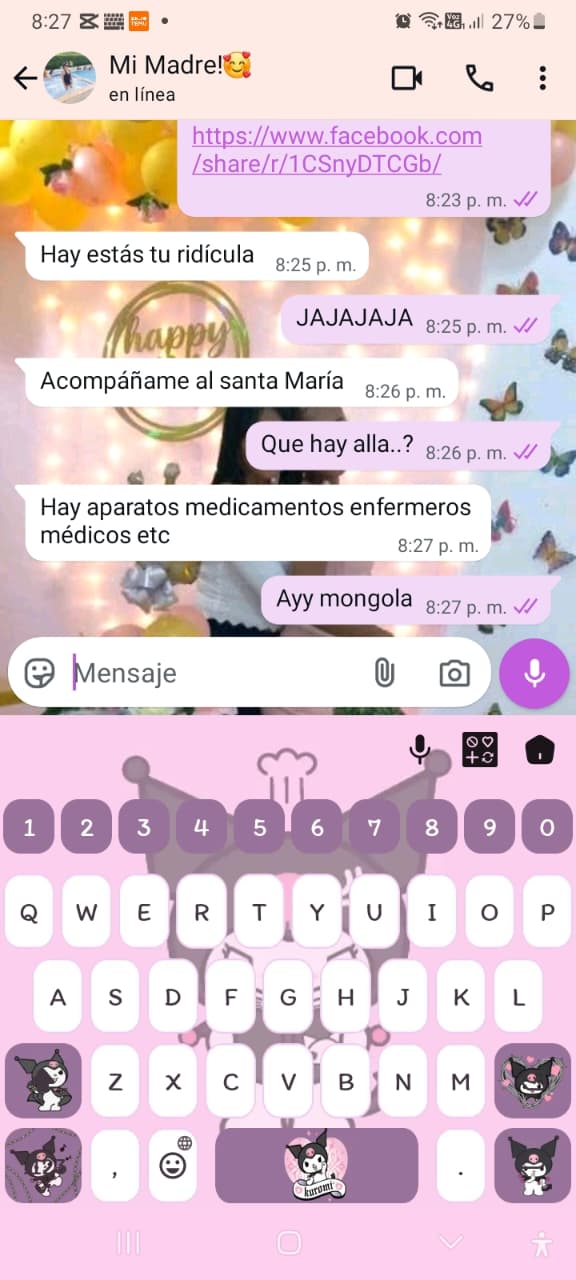 8:27
27%
Mi Madre!🥰
en línea
https://www.facebook.com
/share/r/1CSnyDTCGb/
8:23 p. m.
Hay estás tu ridícula
8:25 p. m.
happy
JAJAJAJA
8:25 p. m.
Acompáñame al santa María
8:26 p. m.
Que hay alla..?
8:26 p. m.
Hay aparatos medicamentos enfermeros
médicos etc
8:27 p. m.
Ayy mongola
8:27 p. m.
Mensaje
1 2 3 4 5 6 7 8 9 0
Q W E R T Y U I O P
A S D F G H J K L
Z X C V B N M
, .
kuromi